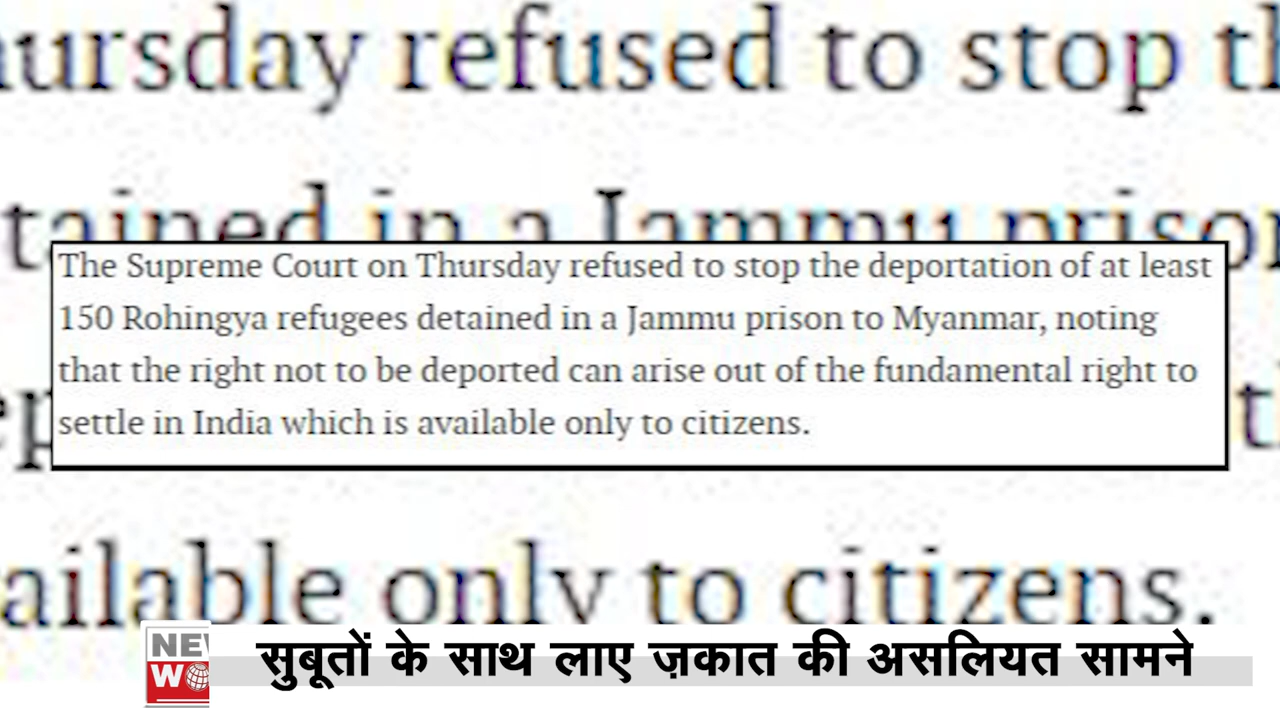 ursday refused to stop
tained in a Jammu prison
The Supreme Court on Thursday refused to stop the deportation of at least
150 Rohingya refugees detained in a Jammu prison to Myanmar, noting
that the right not to be deported can arise out of the fundamental right to
settle in India which is available only to citizens.
ailable only to citizens.
NEW
WO
सुबूतों के साथ लाए ज़कात की असलियत सामने